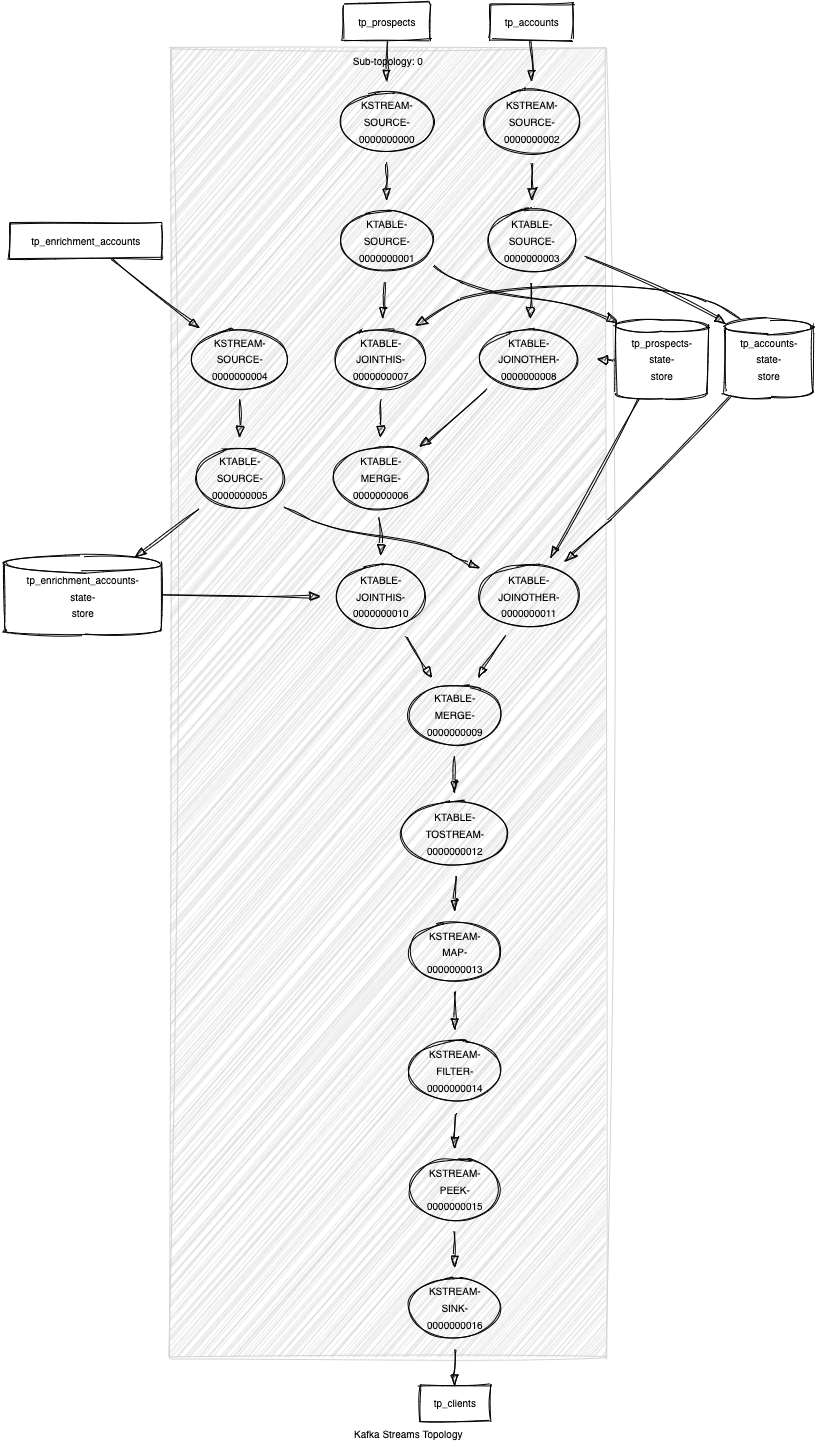 tp_prospects
tp_accounts
Sub-topology: 0
KSTREAM-
SOURCE-
0000000000
KSTREAM-
SOURCE-
0000000002
tp_enrichment_accounts
KTABLE-
SOURCE-
0000000001
KTABLE-
SOURCE-
0000000003
KSTREAM-
SOURCE-
0000000004
KTABLE-
JOINTHIS-
0000000007
KTABLE-
JOINOTHER-
0000000008
tp_prospects-
state-
store
tp_accounts-
state-
store
KTABLE-
SOURCE-
0000000005
KTABLE-
MERGE-
0000000006
tp_enrichment_accounts-
state-
store
KTABLE-
JOINTHIS-
0000000010
KTABLE-
JOINOTHER-
0000000011
KTABLE-
MERGE-
0000000009
KTABLE-
TOSTREAM-
0000000012
KSTREAM-
MAP-
0000000013
KSTREAM-
FILTER-
0000000014
KSTREAM-
PEEK-
0000000015
KSTREAM-
SINK-
0000000016
tp_clients
Kafka Streams Topology